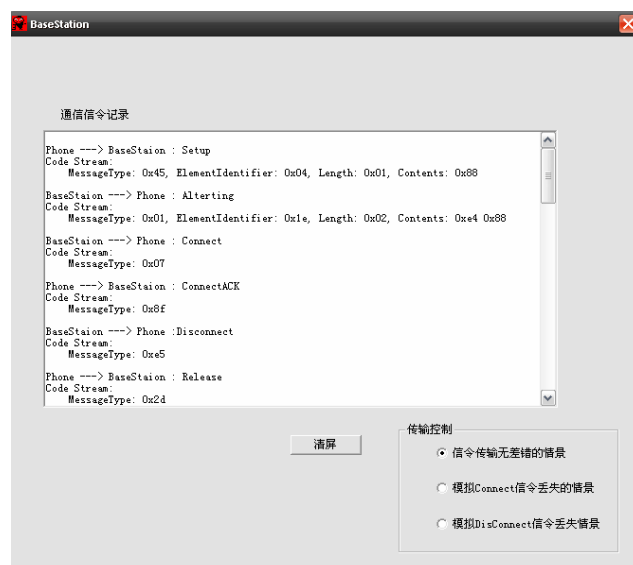 BaseStation
通信信令记录
Phone ---> BaseStaion : Setup
Code Stream:
MessageType: 0x45, ElementIdentifier: 0x04, Length: 0x01, Contents: 0x88
BaseStaion ---> Phone : Alterting
Code Stream:
MessageType: 0x01, ElementIdentifier: 0x1e, Length: 0x02, Contents: 0xe4 0x88
BaseStaion ---> Phone : Connect
Code Stream:
MessageType: 0x07
Phone ---> BaseStaion : ConnectACK
Code Stream:
MessageType: 0x8f
BaseStaion ---> Phone :Disconnect
Code Stream:
MessageType: 0xe5
Phone ---> BaseStaion : Release
Code Stream:
MessageType: 0x2d
清屏
传输控制
信令传输无差错的情景
模拟Connect信令丢失的情景
模拟DisConnect信令丢失情景